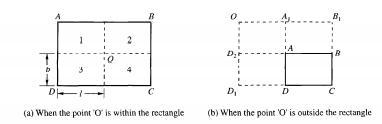 A B
1 2
O
b
3 4
D l C
(a) When the point 'O' is within the rectangle
O A₁ B₁
A
D₂ B
D₁ D C
(b) When the point 'O' is outside the rectangle